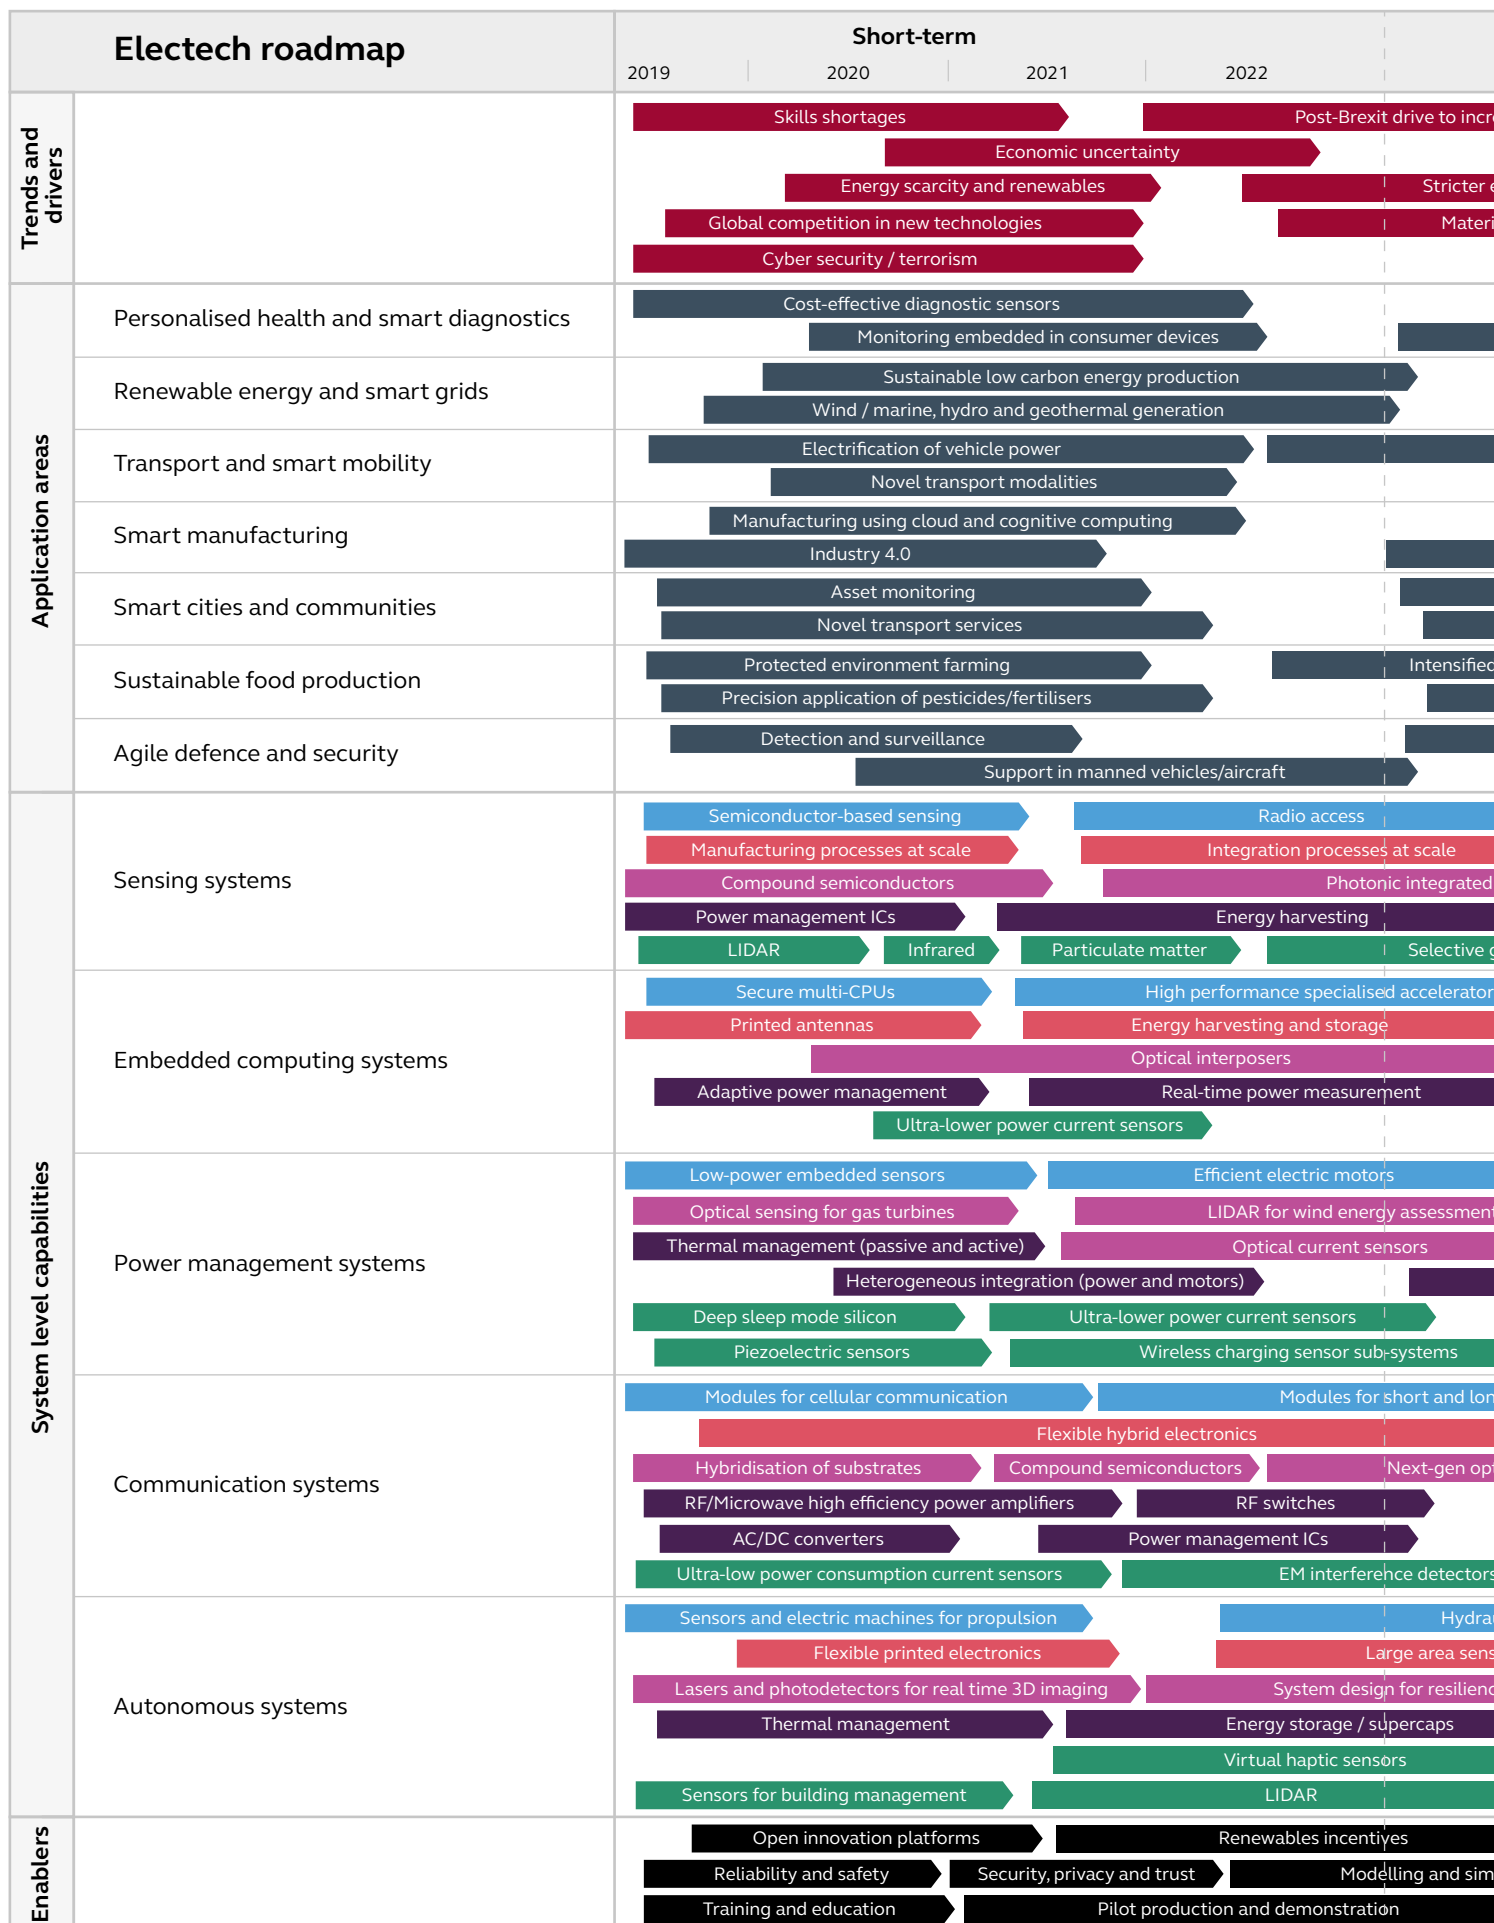 Electech roadmap
Short-term
2019
2020
2021
2022
Trends and
drivers
Skills shortages
Post-Brexit drive to incr
Economic uncertainty
Energy scarcity and renewables
Stricter e
Global competition in new technologies
Materi
Cyber security / terrorism
Application areas
Personalised health and smart diagnostics
Cost-effective diagnostic sensors
Monitoring embedded in consumer devices
Renewable energy and smart grids
Sustainable low carbon energy production
Wind / marine, hydro and geothermal generation
Transport and smart mobility
Electrification of vehicle power
Novel transport modalities
Smart manufacturing
Manufacturing using cloud and cognitive computing
Industry 4.0
Smart cities and communities
Asset monitoring
Novel transport services
Sustainable food production
Protected environment farming
Intensified
Precision application of pesticides/fertilisers
Agile defence and security
Detection and surveillance
Support in manned vehicles/aircraft
System level capabilities
Sensing systems
Semiconductor-based sensing
Radio access
Manufacturing processes at scale
Integration processes at scale
Compound semiconductors
Photonic integrated
Power management ICs
Energy harvesting
LIDAR
Infrared
Particulate matter
Selective g
Embedded computing systems
Secure multi-CPUs
High performance specialised accelerator
Printed antennas
Energy harvesting and storage
Optical interposers
Adaptive power management
Real-time power measurement
Ultra-lower power current sensors
Power management systems
Low-power embedded sensors
Efficient electric motors
Optical sensing for gas turbines
LIDAR for wind energy assessment
Thermal management (passive and active)
Optical current sensors
Heterogeneous integration (power and motors)
Deep sleep mode silicon
Ultra-lower power current sensors
Piezoelectric sensors
Wireless charging sensor sub-systems
Communication systems
Modules for cellular communication
Modules for short and lon
Flexible hybrid electronics
Hybridisation of substrates
Compound semiconductors
Next-gen opt
RF/Microwave high efficiency power amplifiers
RF switches
AC/DC converters
Power management ICs
Ultra-low power consumption current sensors
EM interference detectors
Autonomous systems
Sensors and electric machines for propulsion
Hydra
Flexible printed electronics
Large area sens
Lasers and photodetectors for real time 3D imaging
System design for resilienc
Thermal management
Energy storage / supercaps
Virtual haptic sensors
Sensors for building management
LIDAR
Enablers
Open innovation platforms
Renewables incentives
Reliability and safety
Security, privacy and trust
Modelling and sim
Training and education
Pilot production and demonstration